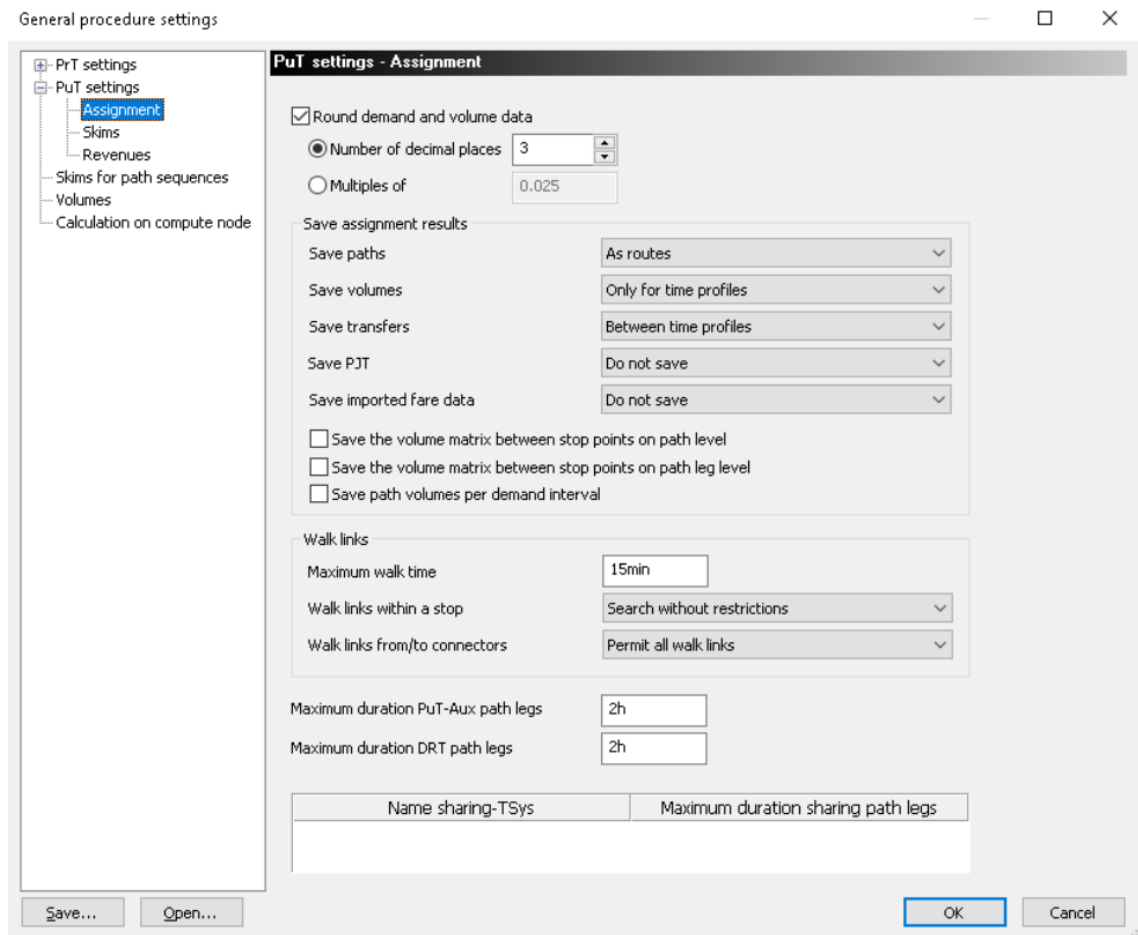 General procedure settings
PrT settings
PuT settings
Assignment
Skims
Revenues
Skims for path sequences
Volumes
Calculation on compute node
PuT settings - Assignment
Round demand and volume data
Number of decimal places 3
Multiples of 0.025
Save assignment results
Save paths As routes
Save volumes Only for time profiles
Save transfers Between time profiles
Save PJT Do not save
Save imported fare data Do not save
Save the volume matrix between stop points on path level
Save the volume matrix between stop points on path leg level
Save path volumes per demand interval
Walk links
Maximum walk time 15min
Walk links within a stop Search without restrictions
Walk links from/to connectors Permit all walk links
Maximum duration PuT-Aux path legs 2h
Maximum duration DRT path legs 2h
Name sharing-TSys Maximum duration sharing path legs
Save... Open... OK Cancel